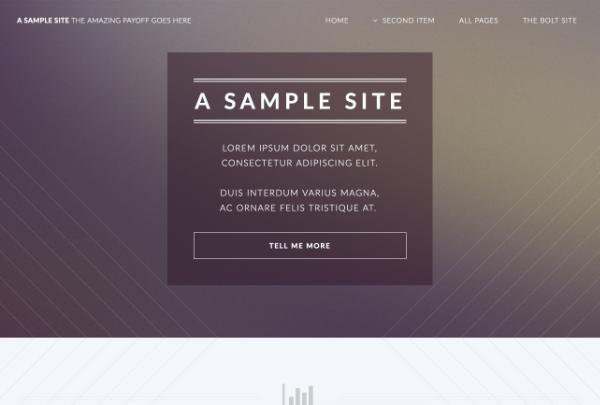 A SAMPLE SITE THE AMAZING PAYOFF GOES HERE
HOME
SECOND ITEM
ALL PAGES
THE BOLT SITE
A SAMPLE SITE
LOREM IPSUM DOLOR SIT AMET,
CONSECTETUR ADIPISCING ELIT.
DUIS INTERDUM VARIUS MAGNA,
AC ORNARE FELIS TRISTIQUE AT.
TELL ME MORE